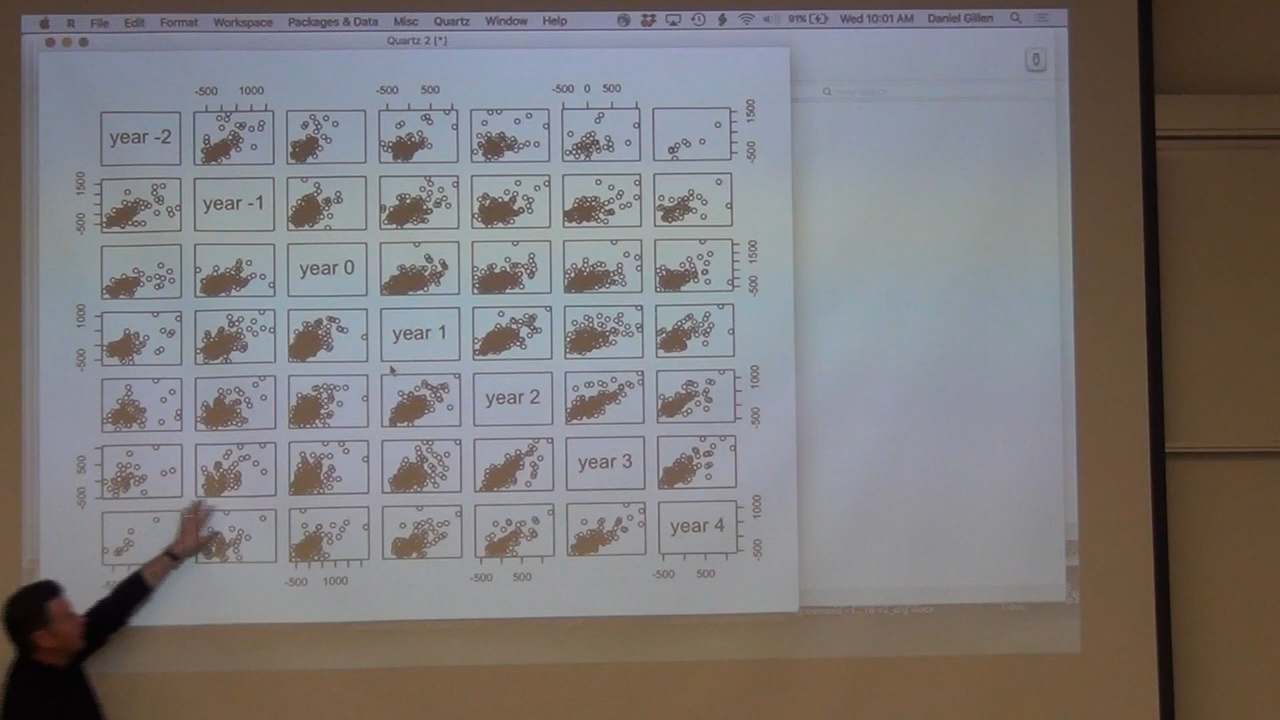 R File Edit Format Workspace Packages & Data Misc Quartz Window Help 91% Wed 10:01 AM Daniel Gillen
Quartz 2 [*]
-500 1000 -500 500 -500 0 500
year -2
-500 1500
-500 1500
year -1
year 0
-500 1500
-500 1000
year 1
year 2
-500 1000
-500 500
year 3
year 4
-500 1000
-500 1000 -500 500 -500 500